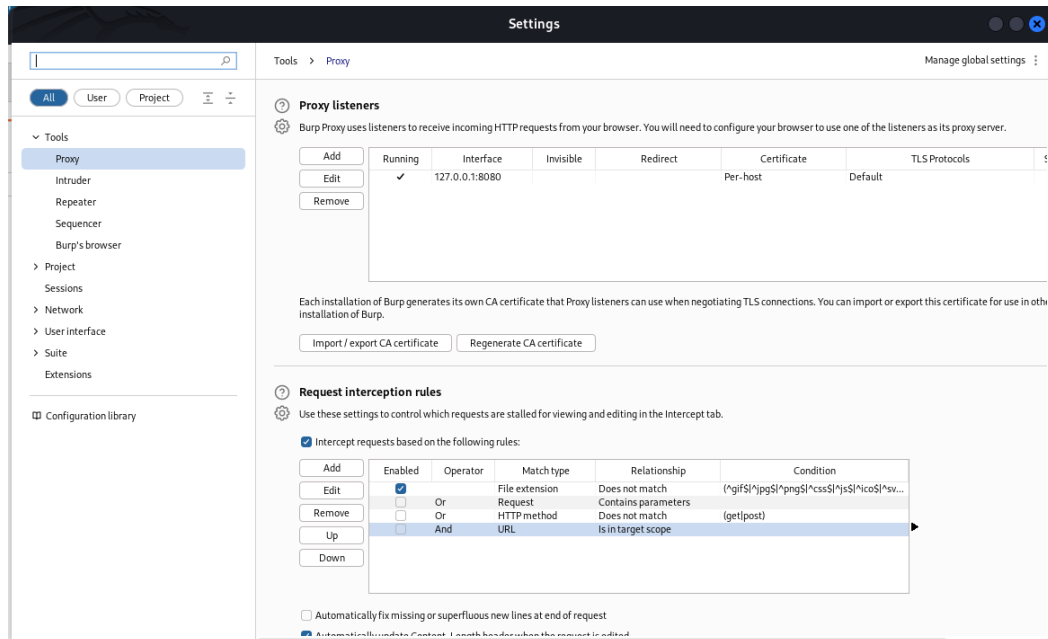 Settings
Tools > Proxy
Manage global settings
All User Project
Tools
Proxy
Intruder
Repeater
Sequencer
Burp's browser
Project
Sessions
Network
User interface
Suite
Extensions
Configuration library
Proxy listeners
Burp Proxy uses listeners to receive incoming HTTP requests from your browser. You will need to configure your browser to use one of the listeners as its proxy server.
Add
Edit
Remove
Running Interface Invisible Redirect Certificate TLS Protocols
127.0.0.1:8080 Per-host Default
Each installation of Burp generates its own CA certificate that Proxy listeners can use when negotiating TLS connections. You can import or export this certificate for use in
installation of Burp.
Import / export CA certificate Regenerate CA certificate
Request interception rules
Use these settings to control which requests are stalled for viewing and editing in the Intercept tab.
Intercept requests based on the following rules:
Add
Edit
Remove
Up
Down
Enabled Operator Match type Relationship Condition
File extension Does not match (^gif$|^jpg$|^png$|^css$|^js$|^ico$|^sv...
Or Request Contains parameters
Or HTTP method Does not match (get|post)
And URL Is in target scope
Automatically fix missing or superfluous new lines at end of request
Automatically update Content-Length header when the request is edited